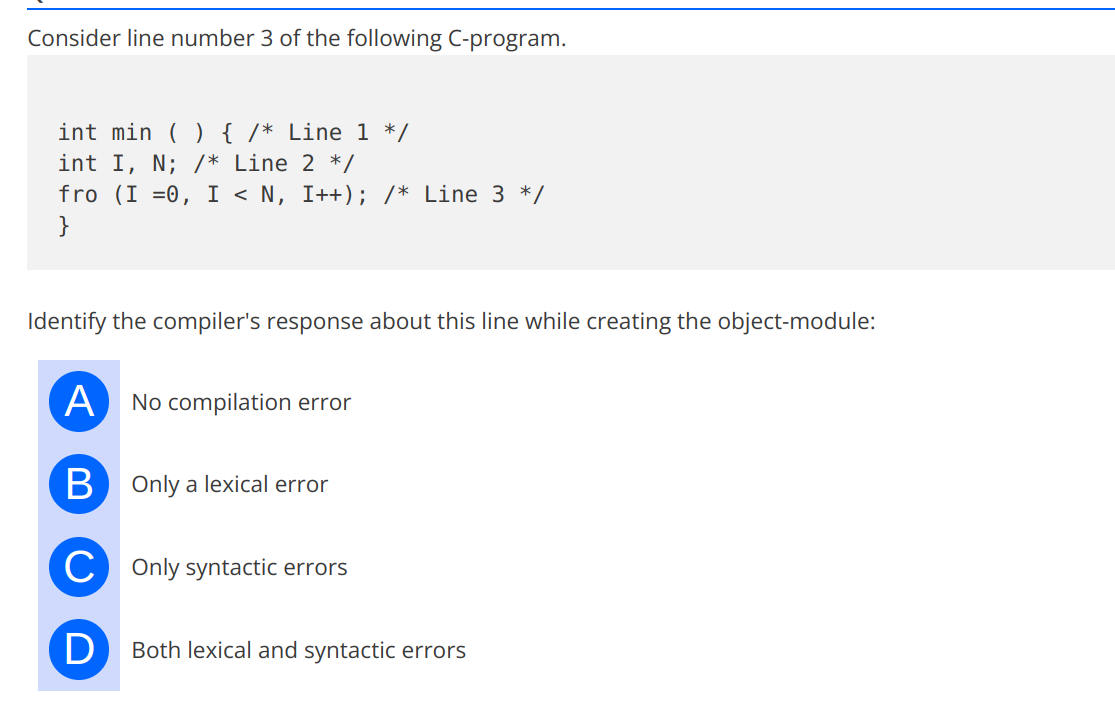 Consider line number 3 of the following C-program.
int min ( ) { /* Line 1 */
int I, N; /* Line 2 */
fro (I =0, I < N, I++); /* Line 3 */
}
Identify the compiler's response about this line while creating the object-module:
A No compilation error
B Only a lexical error
C Only syntactic errors
D Both lexical and syntactic errors